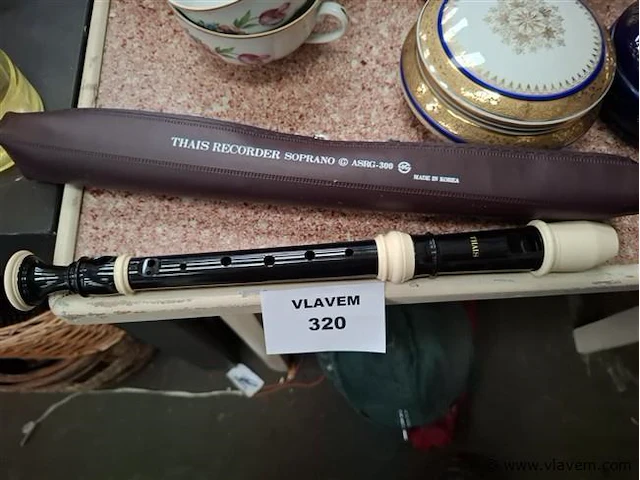 THAIS RECORDER SOPRANO © ASRG-300
MADE IN KOREA
THAIS
VLAVEM
320
© www.vlavem.com